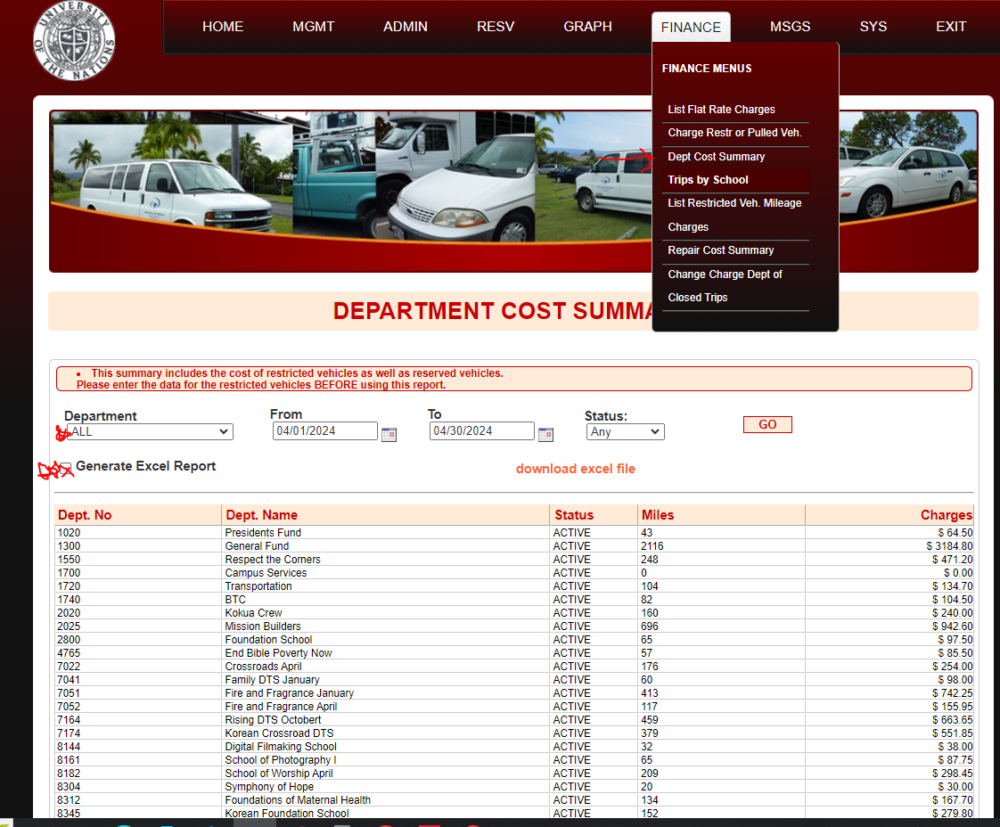 UNIVERSITY OF THE NATIONS
HOME MGMT ADMIN RESV GRAPH FINANCE MSGS SYS EXIT
FINANCE MENUS
List Flat Rate Charges
Charge Restr or Pulled Veh.
Dept Cost Summary
Trips by School
List Restricted Veh. Mileage
Charges
Repair Cost Summary
Change Charge Dept of
Closed Trips
DEPARTMENT COST SUMMA
• This summary includes the cost of restricted vehicles as well as reserved vehicles.
Please enter the data for the restricted vehicles BEFORE using this report.
Department From To Status:
ALL 04/01/2024 04/30/2024 Any GO
Generate Excel Report download excel file
Dept. No Dept. Name Status Miles Charges
1020 Presidents Fund ACTIVE 43 $ 64.50
1300 General Fund ACTIVE 2116 $ 3184.80
1550 Respect the Corners ACTIVE 248 $ 471.20
1700 Campus Services ACTIVE 0 $ 0.00
1720 Transportation ACTIVE 104 $ 134.70
1740 BTC ACTIVE 82 $ 104.50
2020 Kokua Crew ACTIVE 160 $ 240.00
2025 Mission Builders ACTIVE 696 $ 942.60
2800 Foundation School ACTIVE 65 $ 97.50
4765 End Bible Poverty Now ACTIVE 57 $ 85.50
7022 Crossroads April ACTIVE 176 $ 254.00
7041 Family DTS January ACTIVE 60 $ 98.00
7051 Fire and Fragrance January ACTIVE 413 $ 742.25
7052 Fire and Fragrance April ACTIVE 117 $ 155.95
7164 Rising DTS Octobert ACTIVE 459 $ 663.65
7174 Korean Crossroad DTS ACTIVE 379 $ 551.85
8144 Digital Filmaking School ACTIVE 32 $ 38.00
8161 School of Photography I ACTIVE 65 $ 87.75
8182 School of Worship April ACTIVE 209 $ 298.45
8304 Symphony of Hope ACTIVE 20 $ 30.00
8312 Foundations of Maternal Health ACTIVE 134 $ 167.70
8345 Korean Foundation School ACTIVE 152 $ 279.80